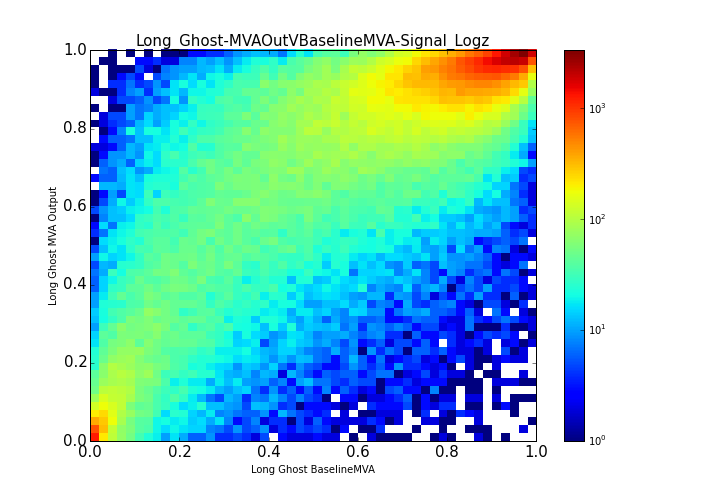 Long_Ghost-MVAOutVBaselineMVA-Signal_Logz
1.0
0.8
0.6
0.4
0.2
0.0
Long Ghost MVA Output
0.0 0.2 0.4 0.6 0.8 1.0
Long Ghost BaselineMVA
10³
10²
10¹
10⁰